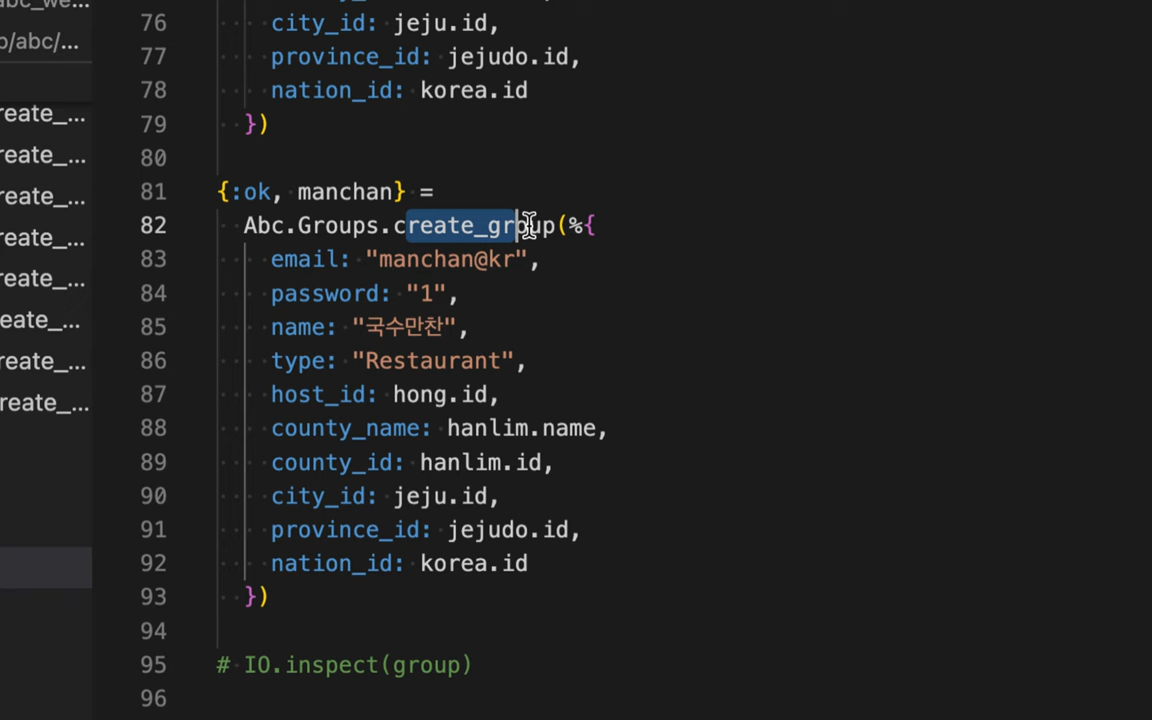 abc_we...
b/abc/...
reate_...
reate_...
reate_...
reate_...
reate_...
eate_...
reate_...
reate_...
76 city_id: jeju.id,
77 province_id: jejudo.id,
78 nation_id: korea.id
79 })
80
81 {:ok, manchan} =
82 Abc.Groups.create_group(%{
83 email: "manchan@kr",
84 password: "1",
85 name: "국수만찬",
86 type: "Restaurant",
87 host_id: hong.id,
88 county_name: hanlim.name,
89 county_id: hanlim.id,
90 city_id: jeju.id,
91 province_id: jejudo.id,
92 nation_id: korea.id
93 })
94
95 # IO.inspect(group)
96